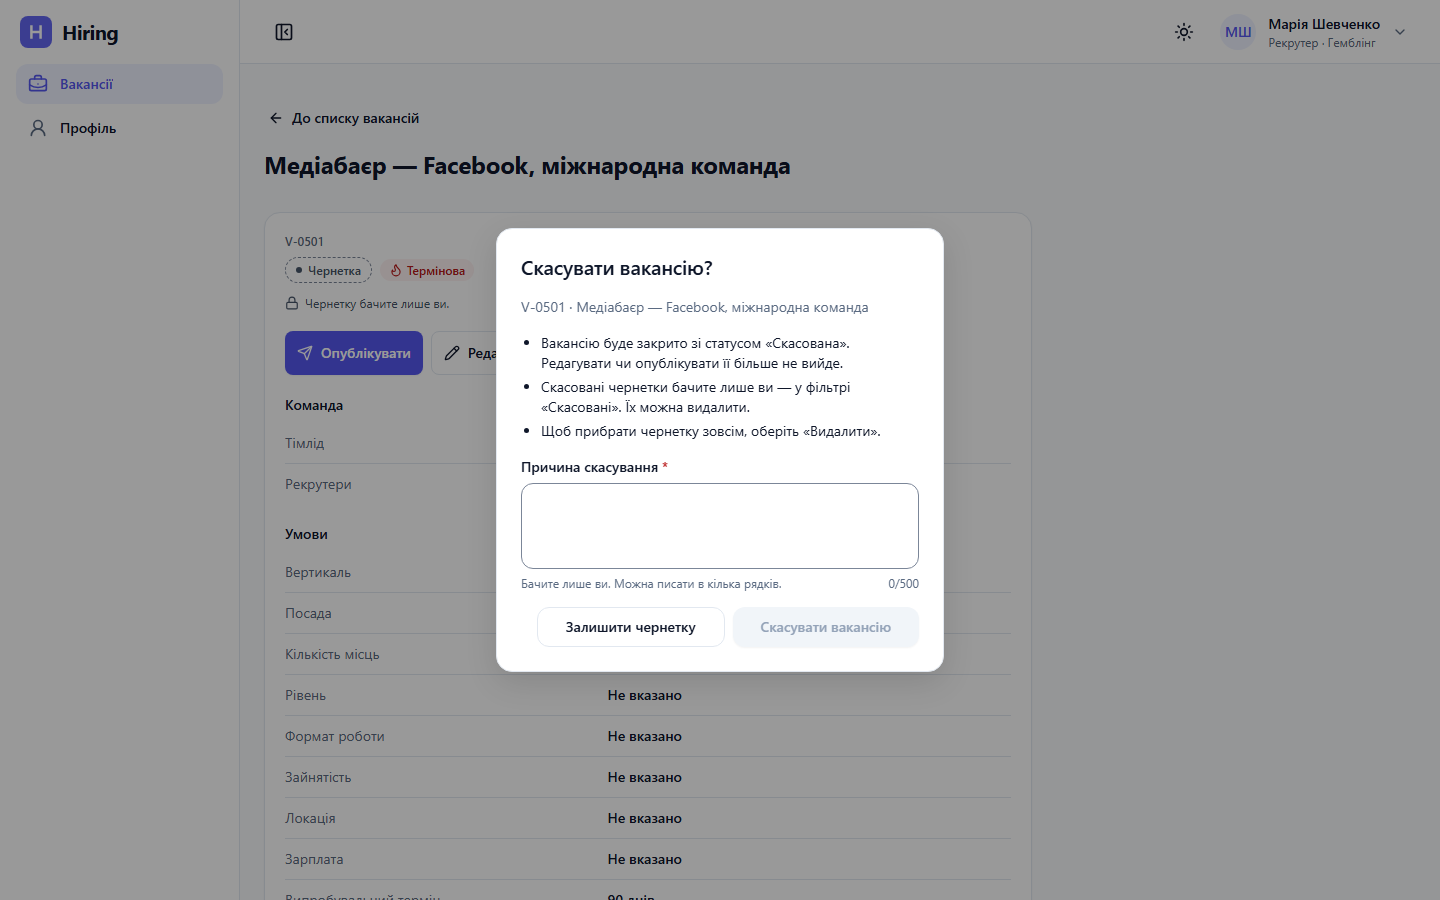 H Hiring
Вакансії
Профіль
МШ
Марія Шевченко
Рекрутер · Гемблінг
До списку вакансій
Медіабаєр — Facebook, міжнародна команда
V-0501
Чернетка
Термінова
Чернетку бачите лише ви.
Опублікувати
Реда
Команда
Тімлід
Рекрутери
Умови
Вертикаль
Посада
Кількість місць
Рівень
Не вказано
Формат роботи
Не вказано
Зайнятість
Не вказано
Локація
Не вказано
Зарплата
Не вказано
Випробувальний термін
90 днів
Скасувати вакансію?
V-0501 · Медіабаєр — Facebook, міжнародна команда
• Вакансію буде закрито зі статусом «Скасована».
Редагувати чи опублікувати її більше не вийде.
• Скасовані чернетки бачите лише ви — у фільтрі
«Скасовані». Їх можна видалити.
• Щоб прибрати чернетку зовсім, оберіть «Видалити».
Причина скасування *
Бачите лише ви. Можна писати в кілька рядків.
0/500
Залишити чернетку
Скасувати вакансію